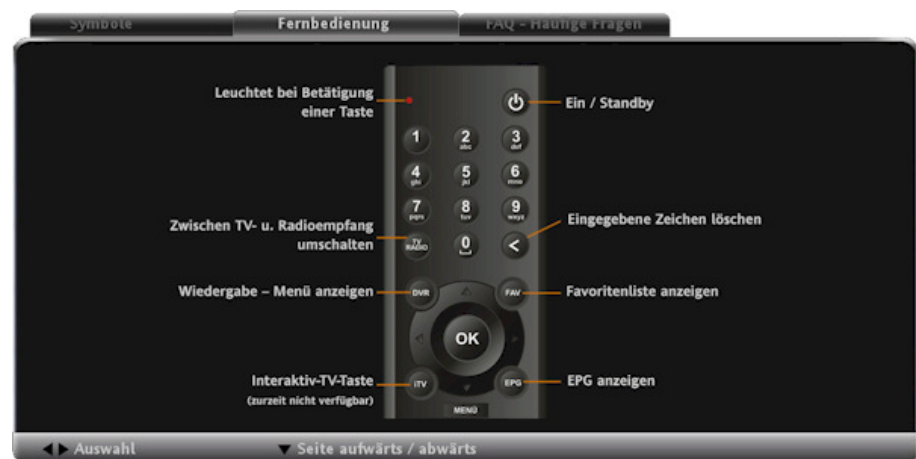 Symbole
Fernbedienung
FAQ - Häufige Fragen
Leuchtet bei Betätigung
einer Taste
Ein / Standby
1
2
abc
3
def
4
ghi
5
jkl
6
mno
7
pqrs
8
tuv
9
wxyz
Zwischen TV- u. Radioempfang
umschalten
Eingegebene Zeichen löschen
TV
RADIO
0
<
Wiedergabe – Menü anzeigen
DVR
FAV
Favoritenliste anzeigen
OK
Interaktiv-TV-Taste
(zurzeit nicht verfügbar)
iTV
EPG
EPG anzeigen
MENÜ
Auswahl
Seite aufwärts / abwärts